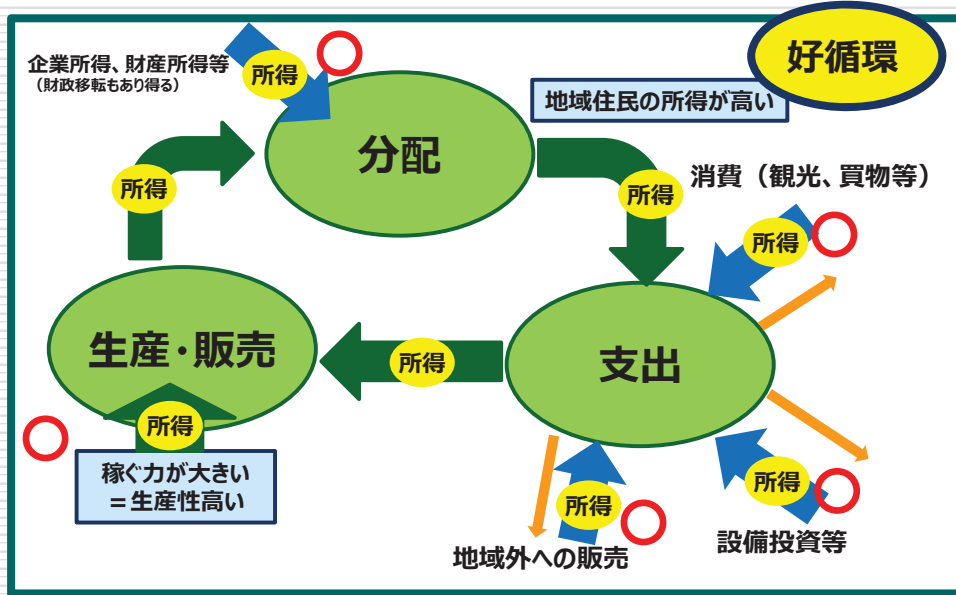 好循環
企業所得、財産所得等
（財政移転もあり得る）
所得
地域住民の所得が高い
分配
所得
所得
消費（観光、買物等）
所得
生産・販売
所得
支出
所得
稼ぐ力が大きい
＝生産性高い
所得
所得
地域外への販売
設備投資等